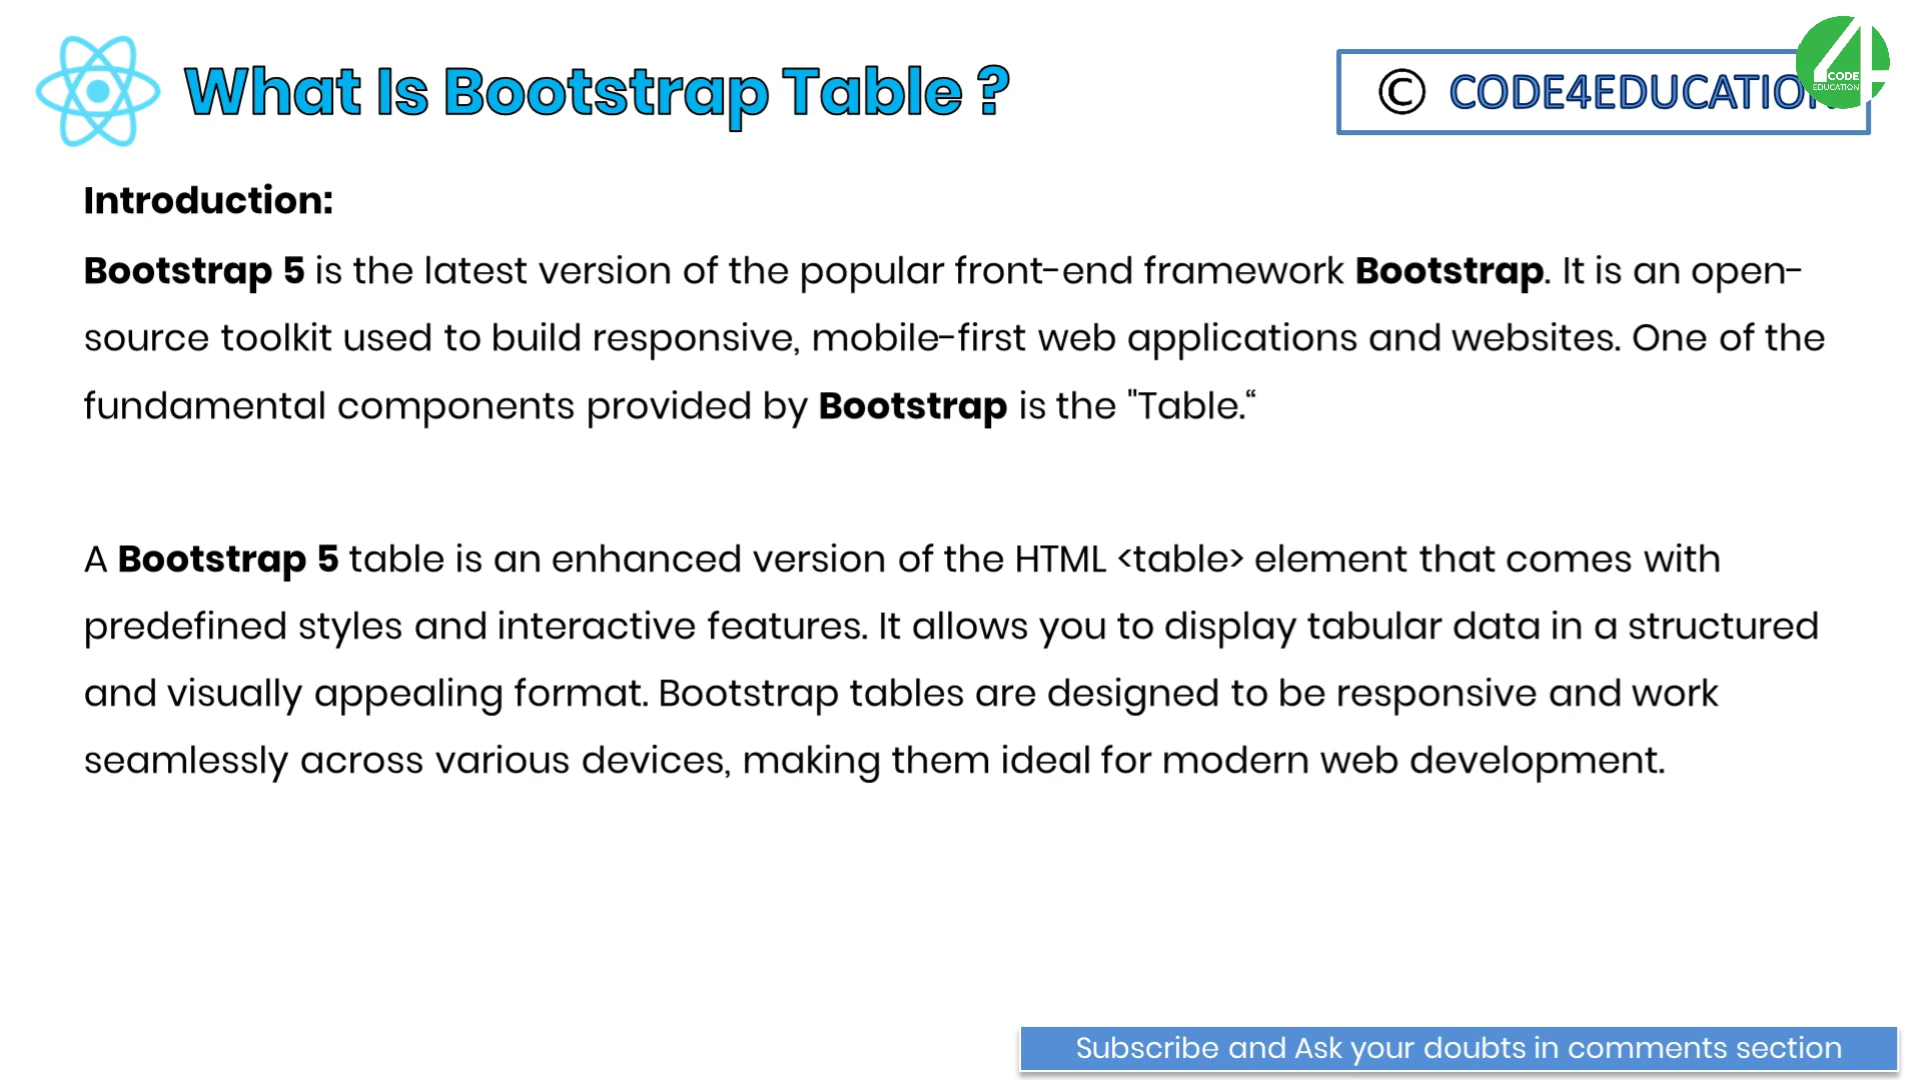 What Is Bootstrap Table ?
© CODE4EDUCATION
CODE
EDUCATION
Introduction:
Bootstrap 5 is the latest version of the popular front-end framework Bootstrap. It is an open-
source toolkit used to build responsive, mobile-first web applications and websites. One of the
fundamental components provided by Bootstrap is the "Table.“
A Bootstrap 5 table is an enhanced version of the HTML <table> element that comes with
predefined styles and interactive features. It allows you to display tabular data in a structured
and visually appealing format. Bootstrap tables are designed to be responsive and work
seamlessly across various devices, making them ideal for modern web development.
Subscribe and Ask your doubts in comments section